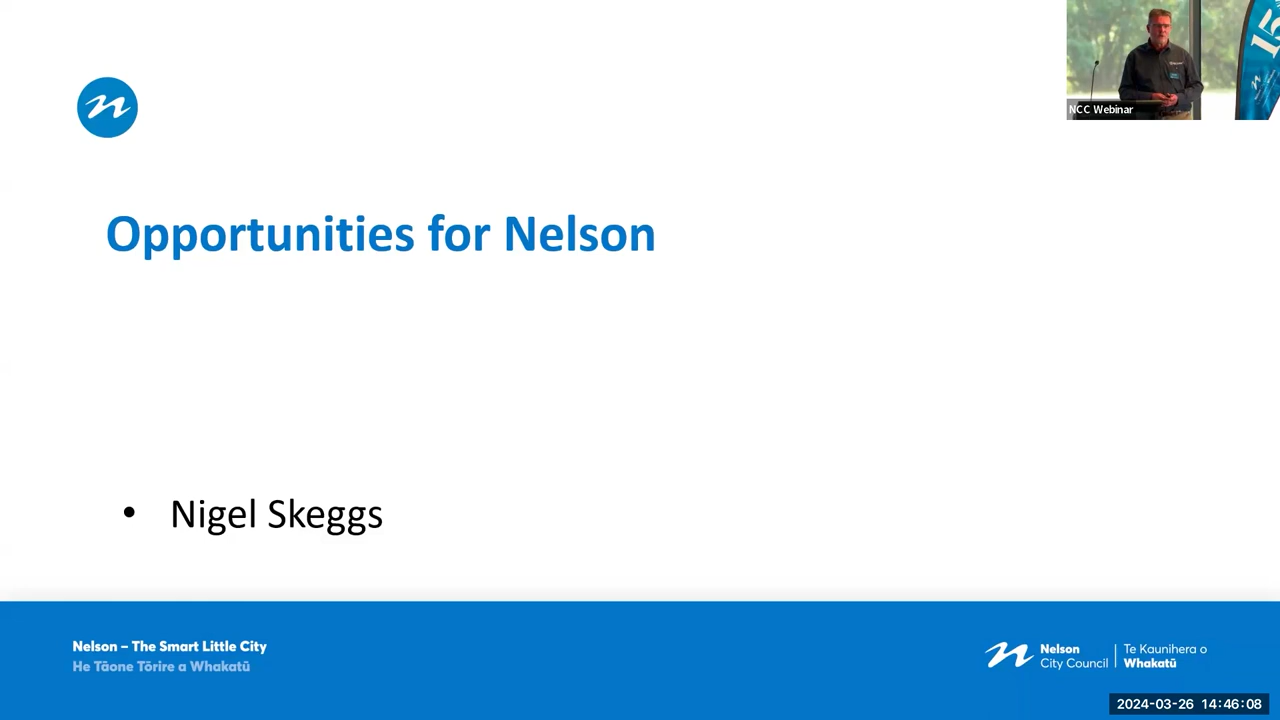 NCC Webinar
Opportunities for Nelson
• Nigel Skeggs
Nelson – The Smart Little City
He Tāone Tōrire a Whakatū
Nelson
City Council
Te Kaunihera o
Whakatū
2024-03-26 14:46:08